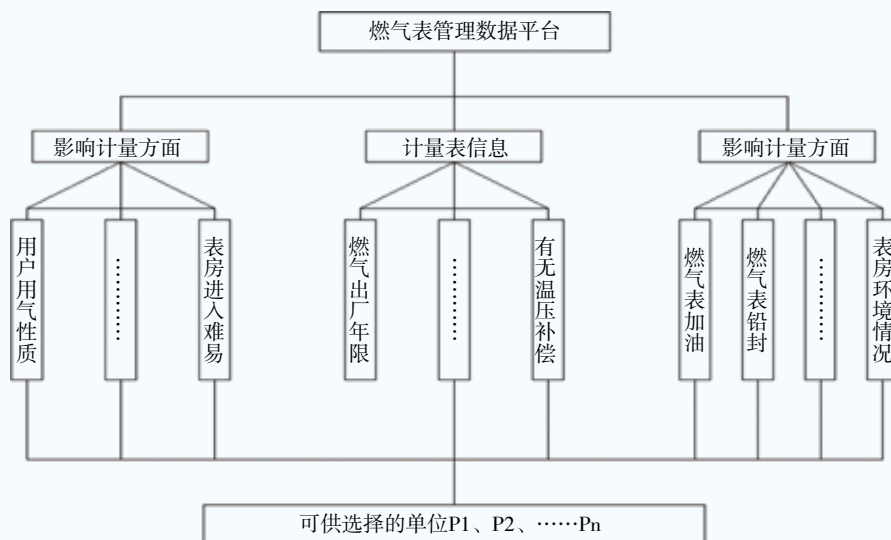 燃气表管理数据平台
影响计量方面
计量表信息
影响计量方面
用户用气性质
…………
表房进入难易
燃气出厂年限
…………
有无温压补偿
燃气表加油
燃气表铅封
…………
表房环境情况
可供选择的单位P1、P2、……Pn